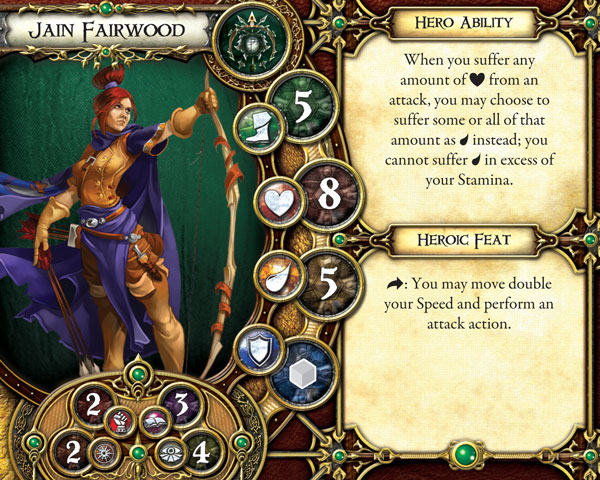 Jain Fairwood
5
8
5
2 3
2 4
Hero Ability
When you suffer any
amount of from an
attack, you may choose to
suffer some or all of that
amount as instead; you
cannot suffer in excess of
your Stamina.
Heroic Feat
: You may move double
your Speed and perform an
attack action.